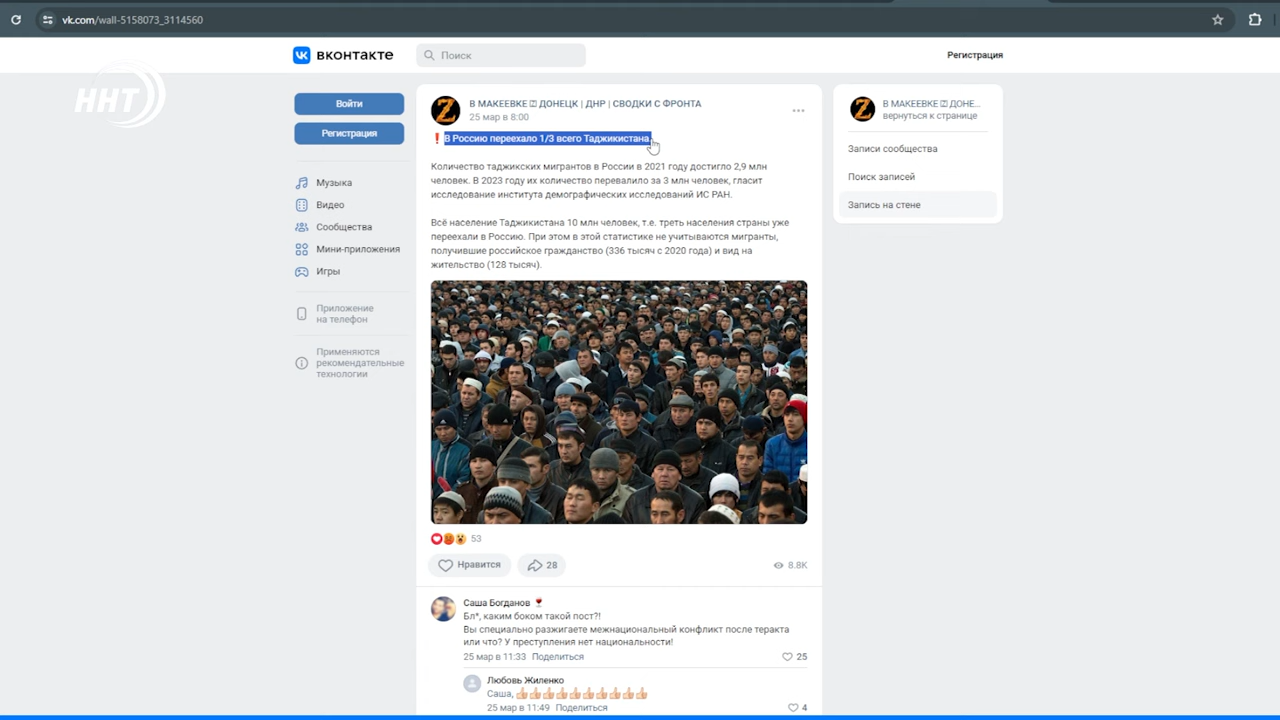 vk.com/wall-5158073_3114560
ннт
вконтакте
Поиск
Регистрация
Войти
Регистрация
Музыка
Видео
Сообщества
Мини-приложения
Игры
Приложение
на телефон
Применяются
рекомендательные
технологии
В МАКЕЕВКЕ ДОНЕЦК | ДНР | СВОДКИ С ФРОНТА
25 мар в 8:00
❗В Россию переехало 1/3 всего Таджикистана
Количество таджикских мигрантов в России в 2021 году достигло 2,9 млн
человек. В 2023 году их количество перевалило за 3 млн человек, гласит
исследование института демографических исследований ИС РАН.
Всё население Таджикистана 10 млн человек, т.е. треть населения страны уже
переехали в Россию. При этом в этой статистике не учитываются мигранты,
получившие российское гражданство (336 тысяч с 2020 года) и вид на
жительство (128 тысяч).
53
Нравится
28
8.8K
Саша Богданов 🍷
Бл*, каким боком такой пост?!
Вы специально разжигаете межнациональный конфликт после теракта
или что? У преступления нет национальности!
25 мар в 11:33 Поделиться
25
Любовь Жиленко
Саша, 👍🏼👍🏼👍🏼👍🏼👍🏼👍🏼👍🏼👍🏼👍🏼👍🏼
25 мар в 11:49 Поделиться
4
В МАКЕЕВКЕ ДОНЕ...
вернуться к странице
Записи сообщества
Поиск записей
Запись на стене